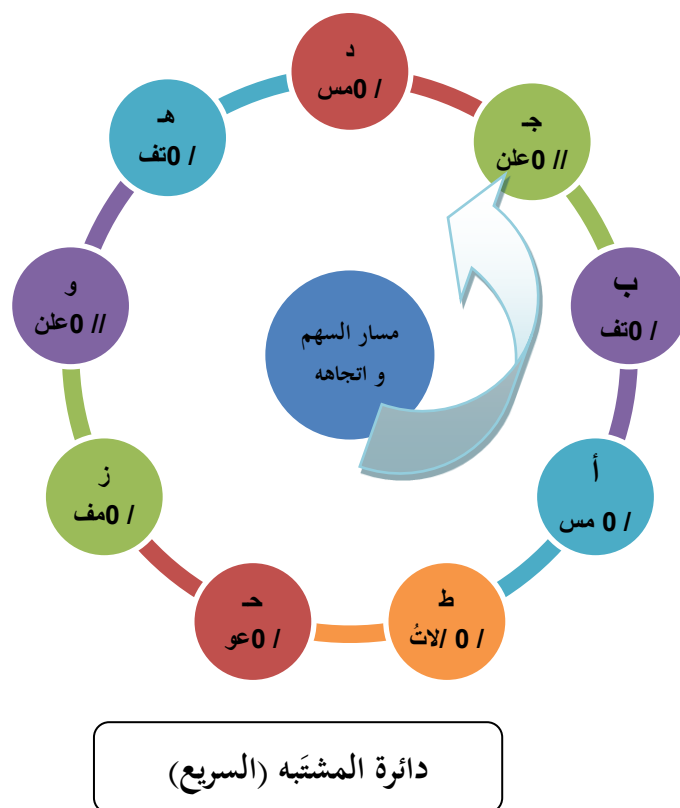 د
/ 0مس
جـ
// 0علن
ب
/ 0تف
أ
/ 0 مس
ط
/ 0 /لاتُ
حـ
/ 0عو
ز
/ 0مف
و
// 0علن
هـ
/ 0تف
مسار السهم
و اتجاهه
دائرة المشتَبه (السريع)